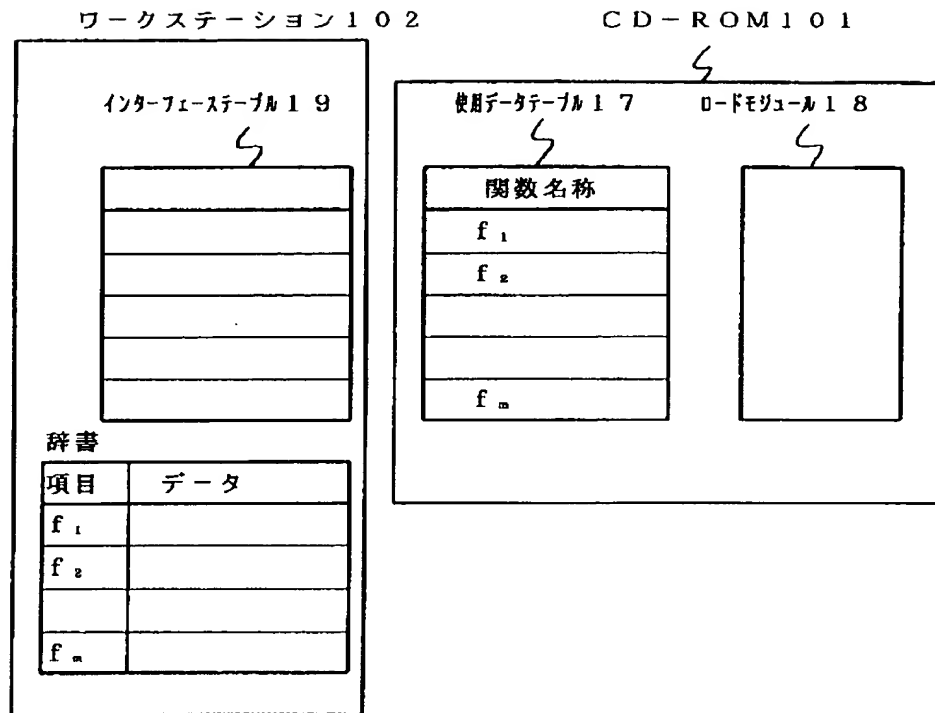 ワークステーション１０２
CD－ROM１０１
インターフェーステーブル１９
使用データテーブル１７
ロードモジュール１８
関数名称
f₁
f₂
fₘ
辞書
項目 データ
f₁
f₂
fₘ